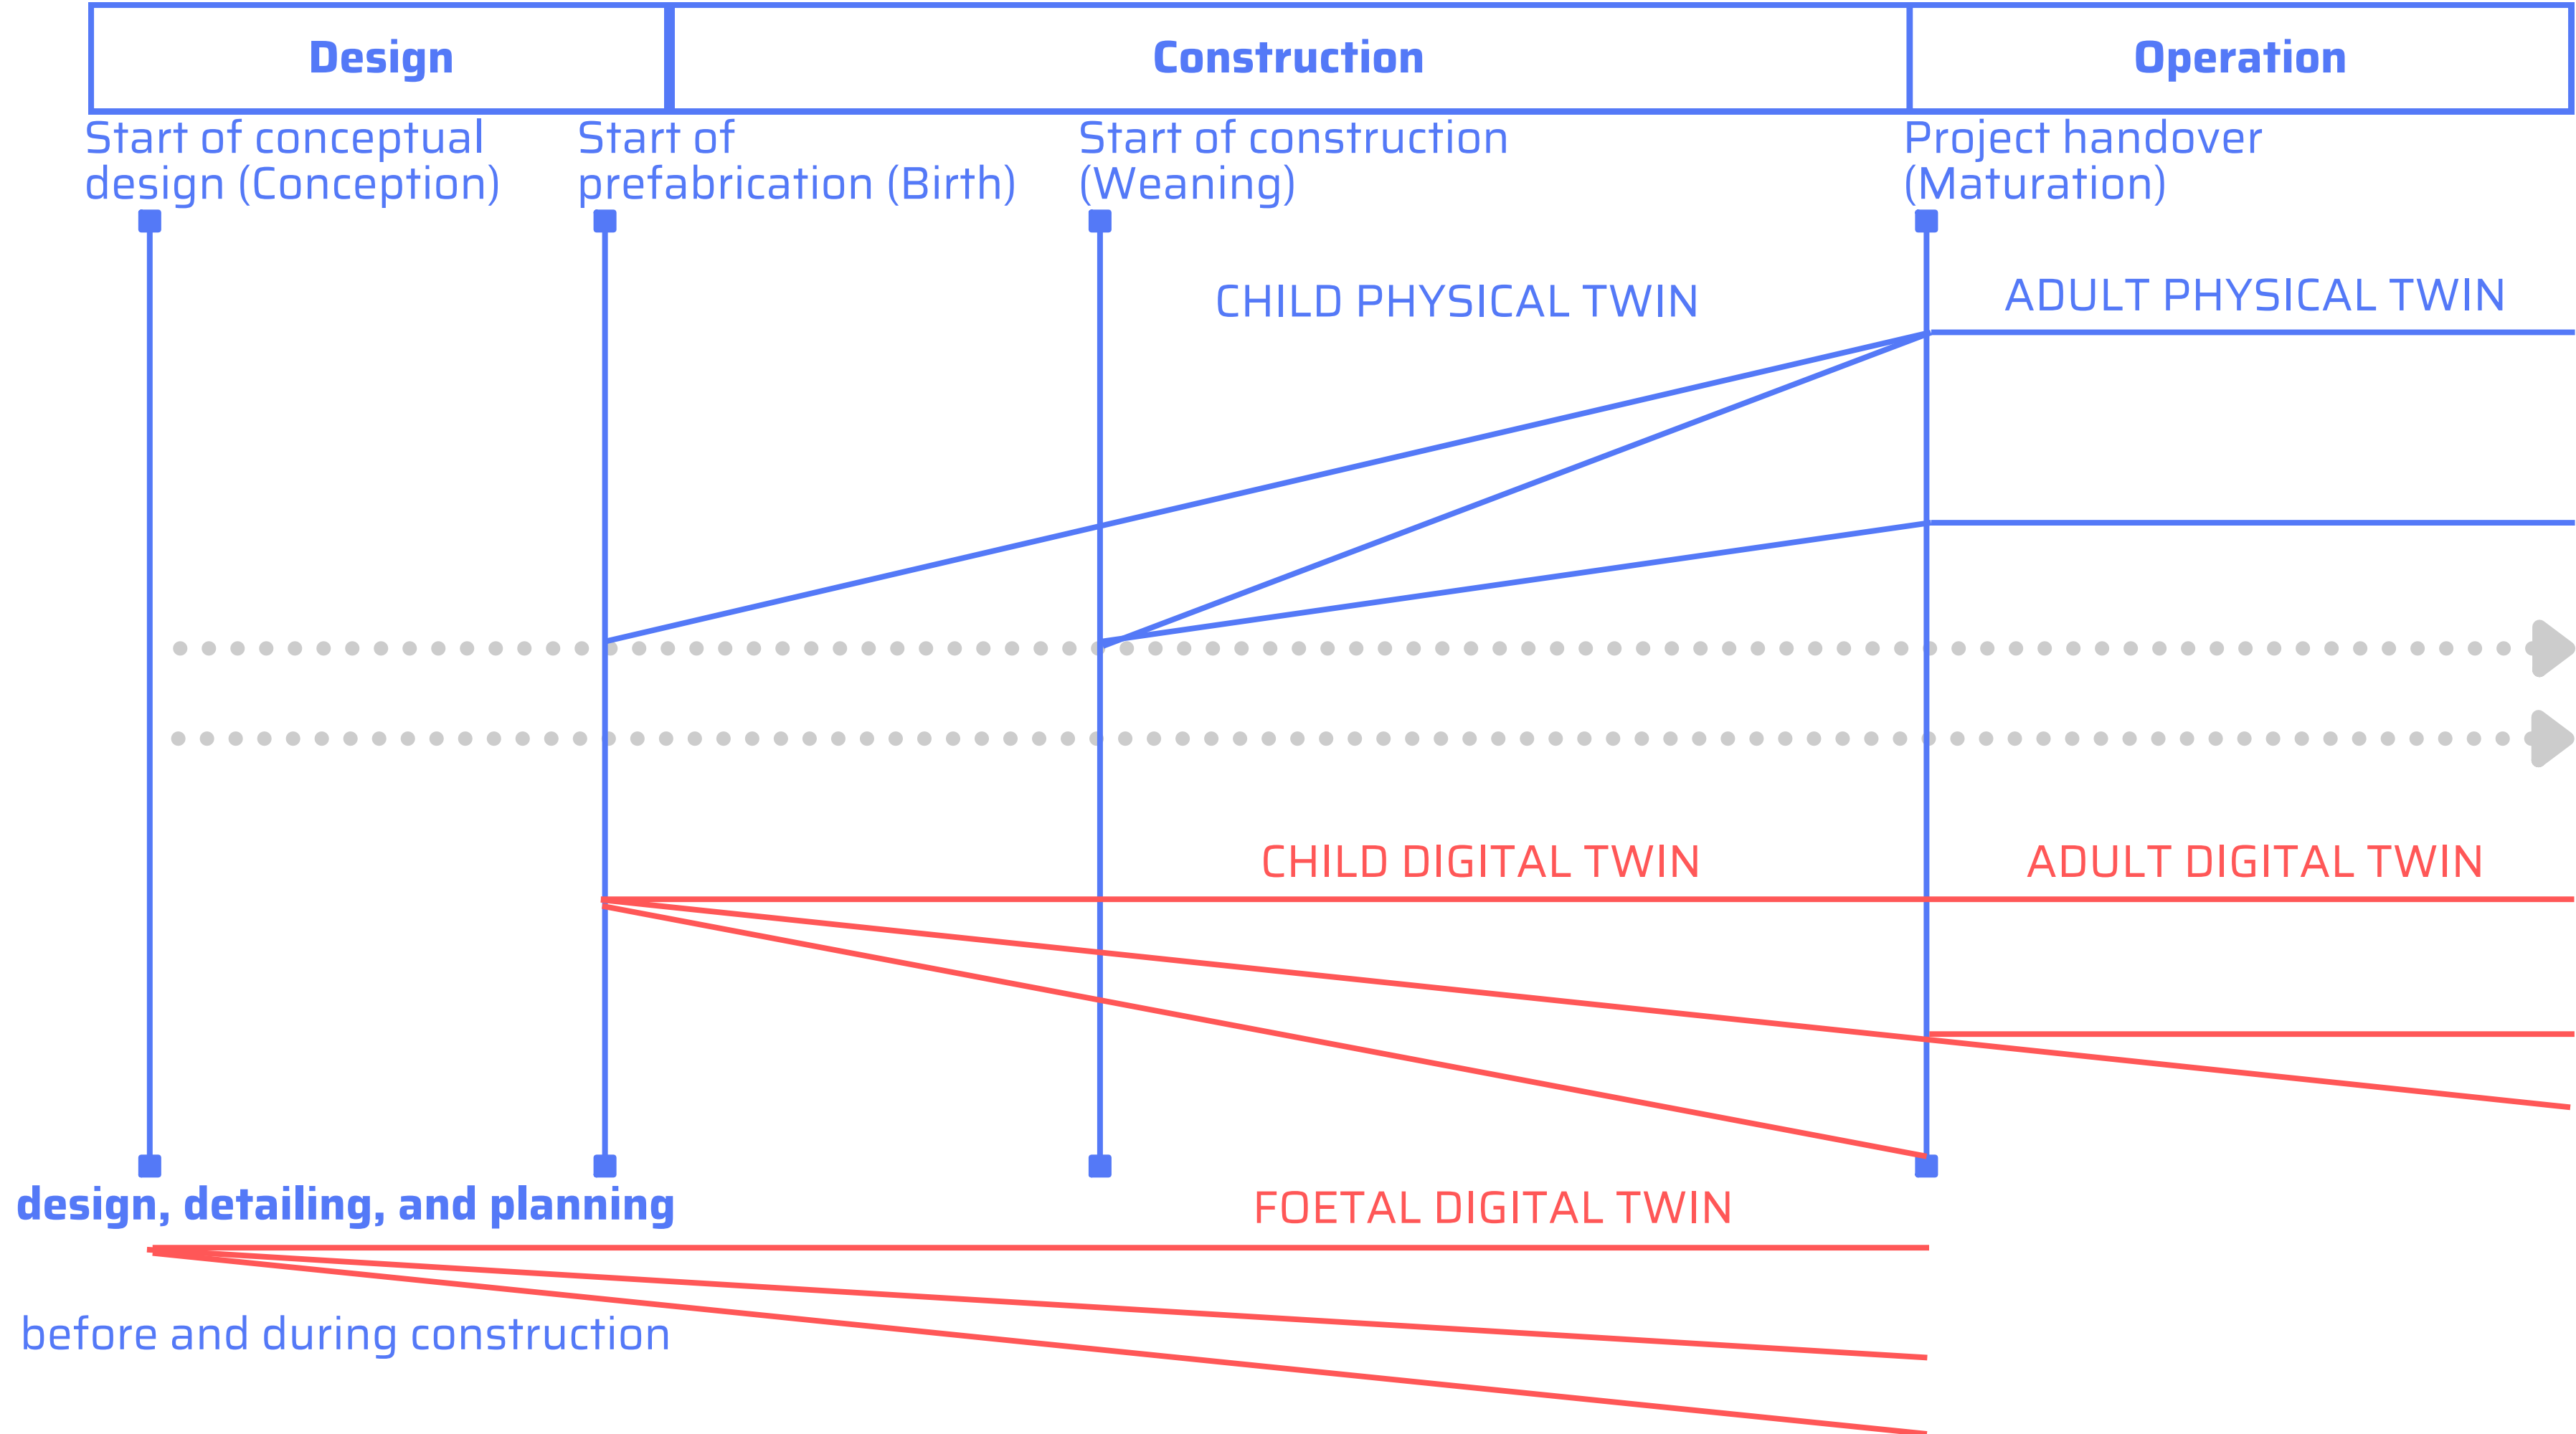 Design
Construction
Operation
Start of conceptual
design (Conception)
Start of
prefabrication (Birth)
Start of construction
(Weaning)
Project handover
(Maturation)
CHILD PHYSICAL TWIN
ADULT PHYSICAL TWIN
CHILD DIGITAL TWIN
ADULT DIGITAL TWIN
design, detailing, and planning
FOETAL DIGITAL TWIN
before and during construction